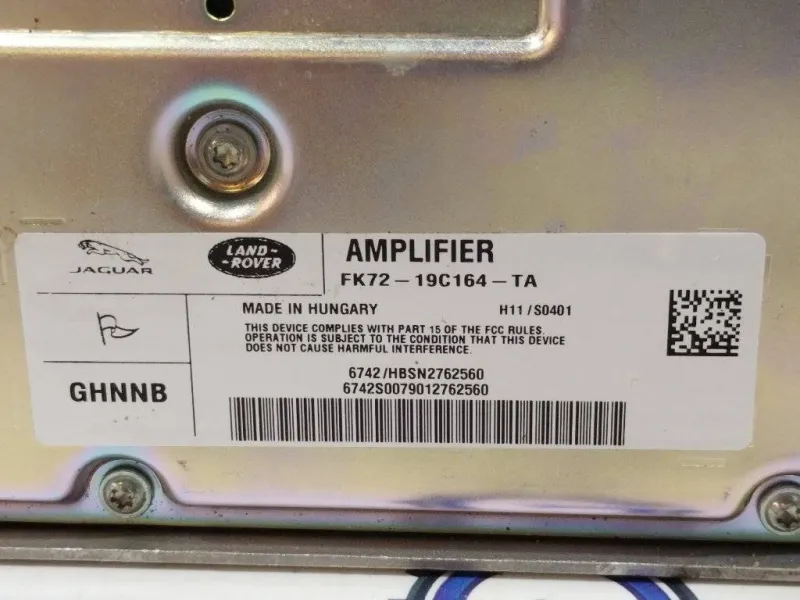 JAGUAR
LAND-
-ROVER
AMPLIFIER
FK72-19C164-TA
MADE IN HUNGARY
H11/S0401
THIS DEVICE COMPLIES WITH PART 15 OF THE FCC RULES.
OPERATION IS SUBJECT TO THE CONDITION THAT THIS DEVICE
DOES NOT CAUSE HARMFUL INTERFERENCE.
GHNNB
6742/HBSN2762560
6742S0079012762560